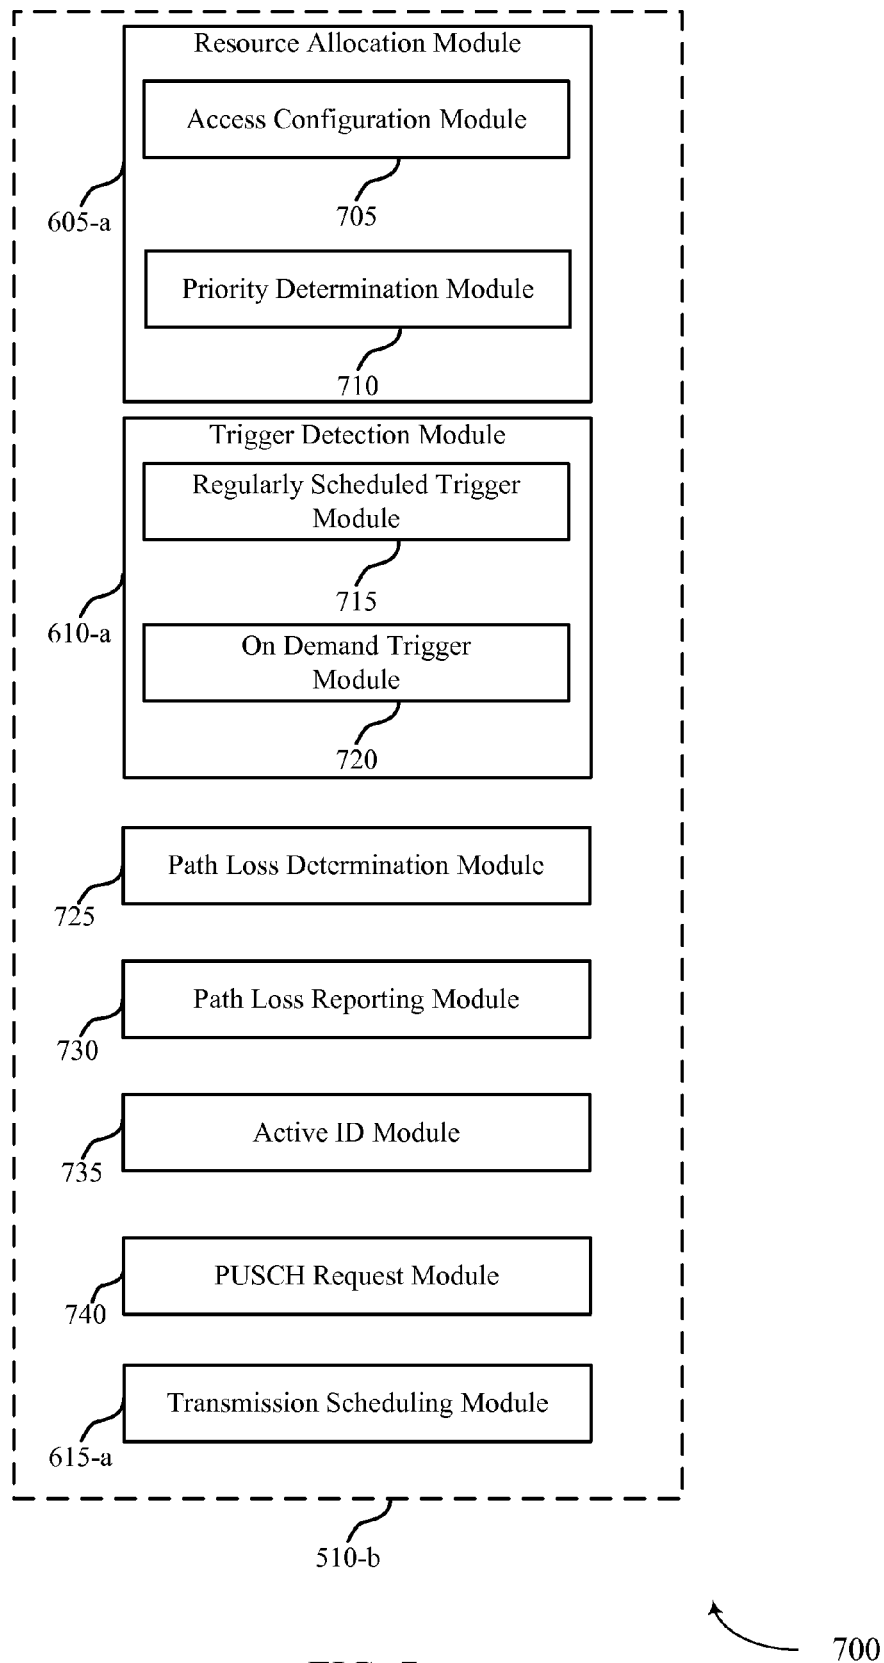 Resource Allocation Module
Access Configuration Module
705
605-a
Priority Determination Module
710
Trigger Detection Module
Regularly Scheduled Trigger
Module
715
610-a
On Demand Trigger
Module
720
Path Loss Determination Module
725
Path Loss Reporting Module
730
Active ID Module
735
PUSCH Request Module
740
Transmission Scheduling Module
615-a
510-b
700